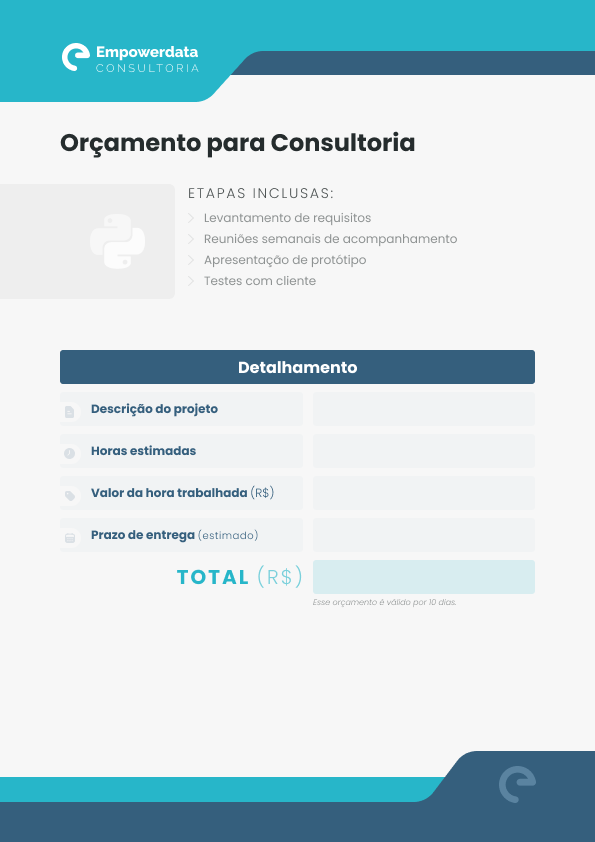 Empowerdata
CONSULTORIA
Orçamento para Consultoria
ETAPAS INCLUSAS:
Levantamento de requisitos
Reuniões semanais de acompanhamento
Apresentação de protótipo
Testes com cliente
Detalhamento
Descrição do projeto
Horas estimadas
Valor da hora trabalhada (R$)
Prazo de entrega (estimado)
TOTAL (R$)
Esse orçamento é válido por 10 dias.